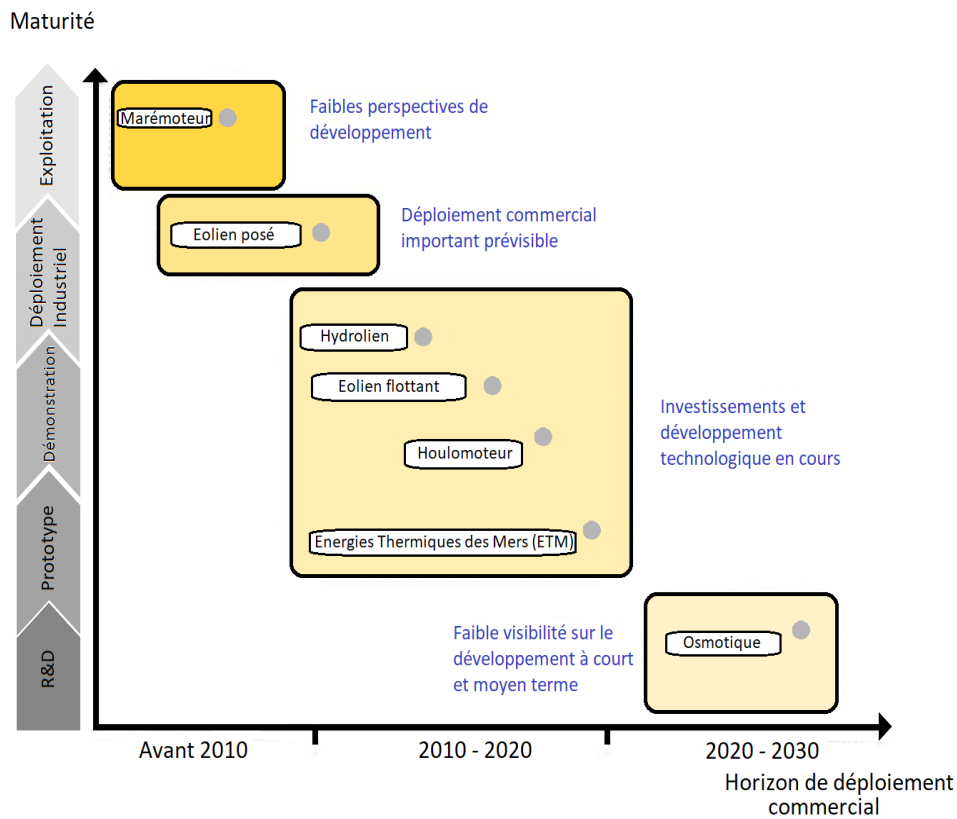 Maturité
Exploitation
Déploiement
Industriel
Démonstration
Prototype
R&D
Marémoteur
Faibles perspectives de
développement
Eolien posé
Déploiement commercial
important prévisible
Hydrolien
Eolien flottant
Houlomoteur
Energies Thermiques des Mers (ETM)
Investissements et
développement
technologique en cours
Osmotique
Faible visibilité sur le
développement à court
et moyen terme
Avant 2010
2010 - 2020
2020 - 2030
Horizon de déploiement
commercial